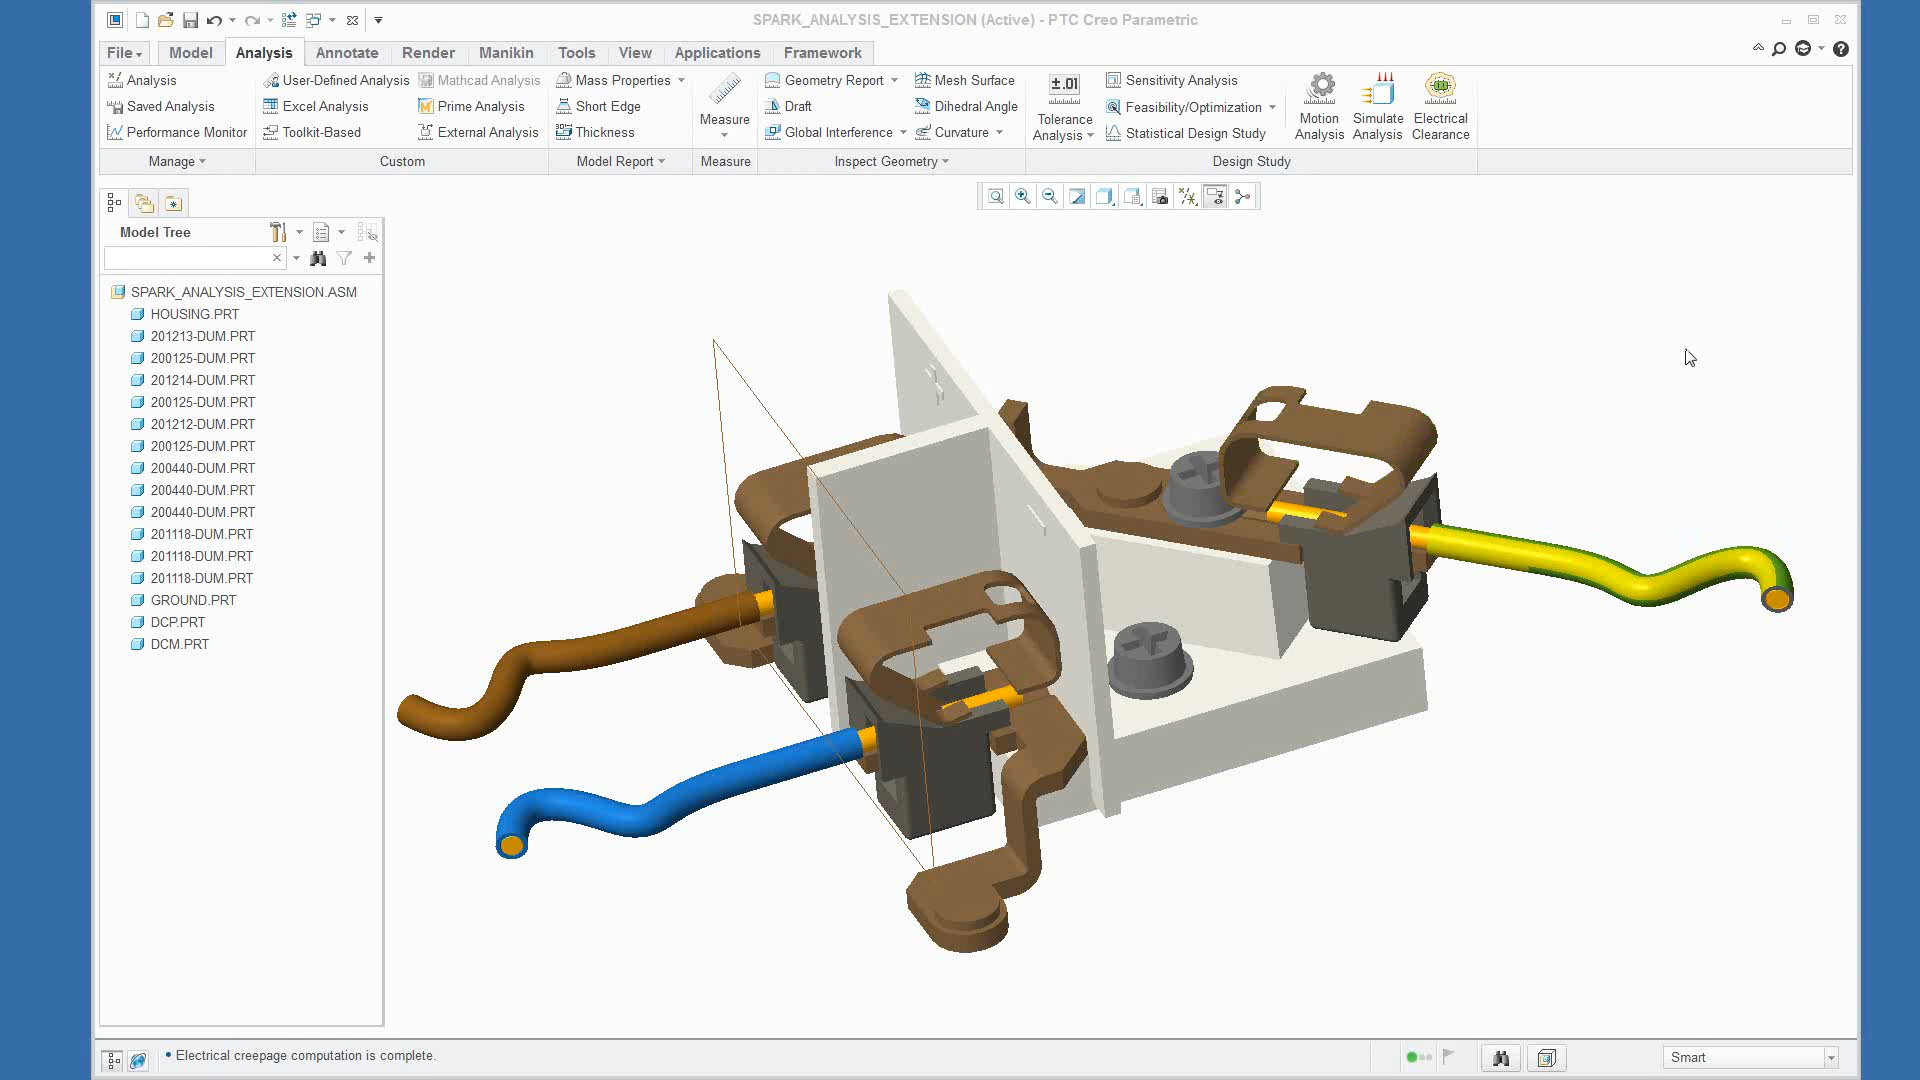 SPARK_ANALYSIS_EXTENSION (Active) - PTC Creo Parametric
File Model Analysis Annotate Render Manikin Tools View Applications Framework
Analysis User-Defined Analysis Mathcad Analysis Mass Properties Geometry Report Mesh Surface ±.01 Sensitivity Analysis
Saved Analysis Excel Analysis Prime Analysis Short Edge Measure Draft Dihedral Angle Tolerance Analysis Feasibility/Optimization Motion Analysis Simulate Analysis Electrical Clearance
Performance Monitor Toolkit-Based External Analysis Thickness Global Interference Curvature Statistical Design Study
Manage Custom Model Report Measure Inspect Geometry Design Study
Model Tree
SPARK_ANALYSIS_EXTENSION.ASM
HOUSING.PRT
201213-DUM.PRT
200125-DUM.PRT
201214-DUM.PRT
200125-DUM.PRT
201212-DUM.PRT
200125-DUM.PRT
200440-DUM.PRT
200440-DUM.PRT
200440-DUM.PRT
201118-DUM.PRT
201118-DUM.PRT
201118-DUM.PRT
GROUND.PRT
DCP.PRT
DCM.PRT
• Electrical creepage computation is complete.
Smart